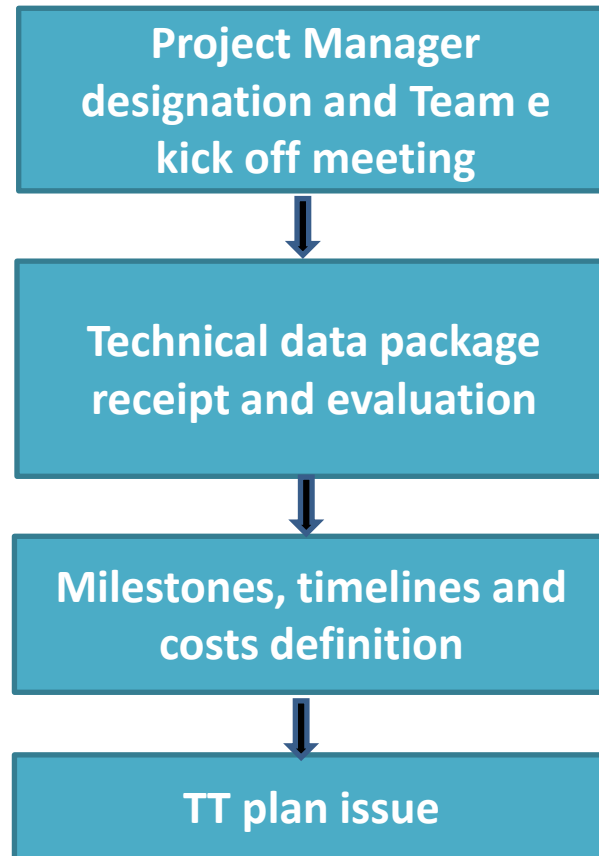 Project Manager
designation and Team e
kick off meeting
Technical data package
receipt and evaluation
Milestones, timelines and
costs definition
TT plan issue